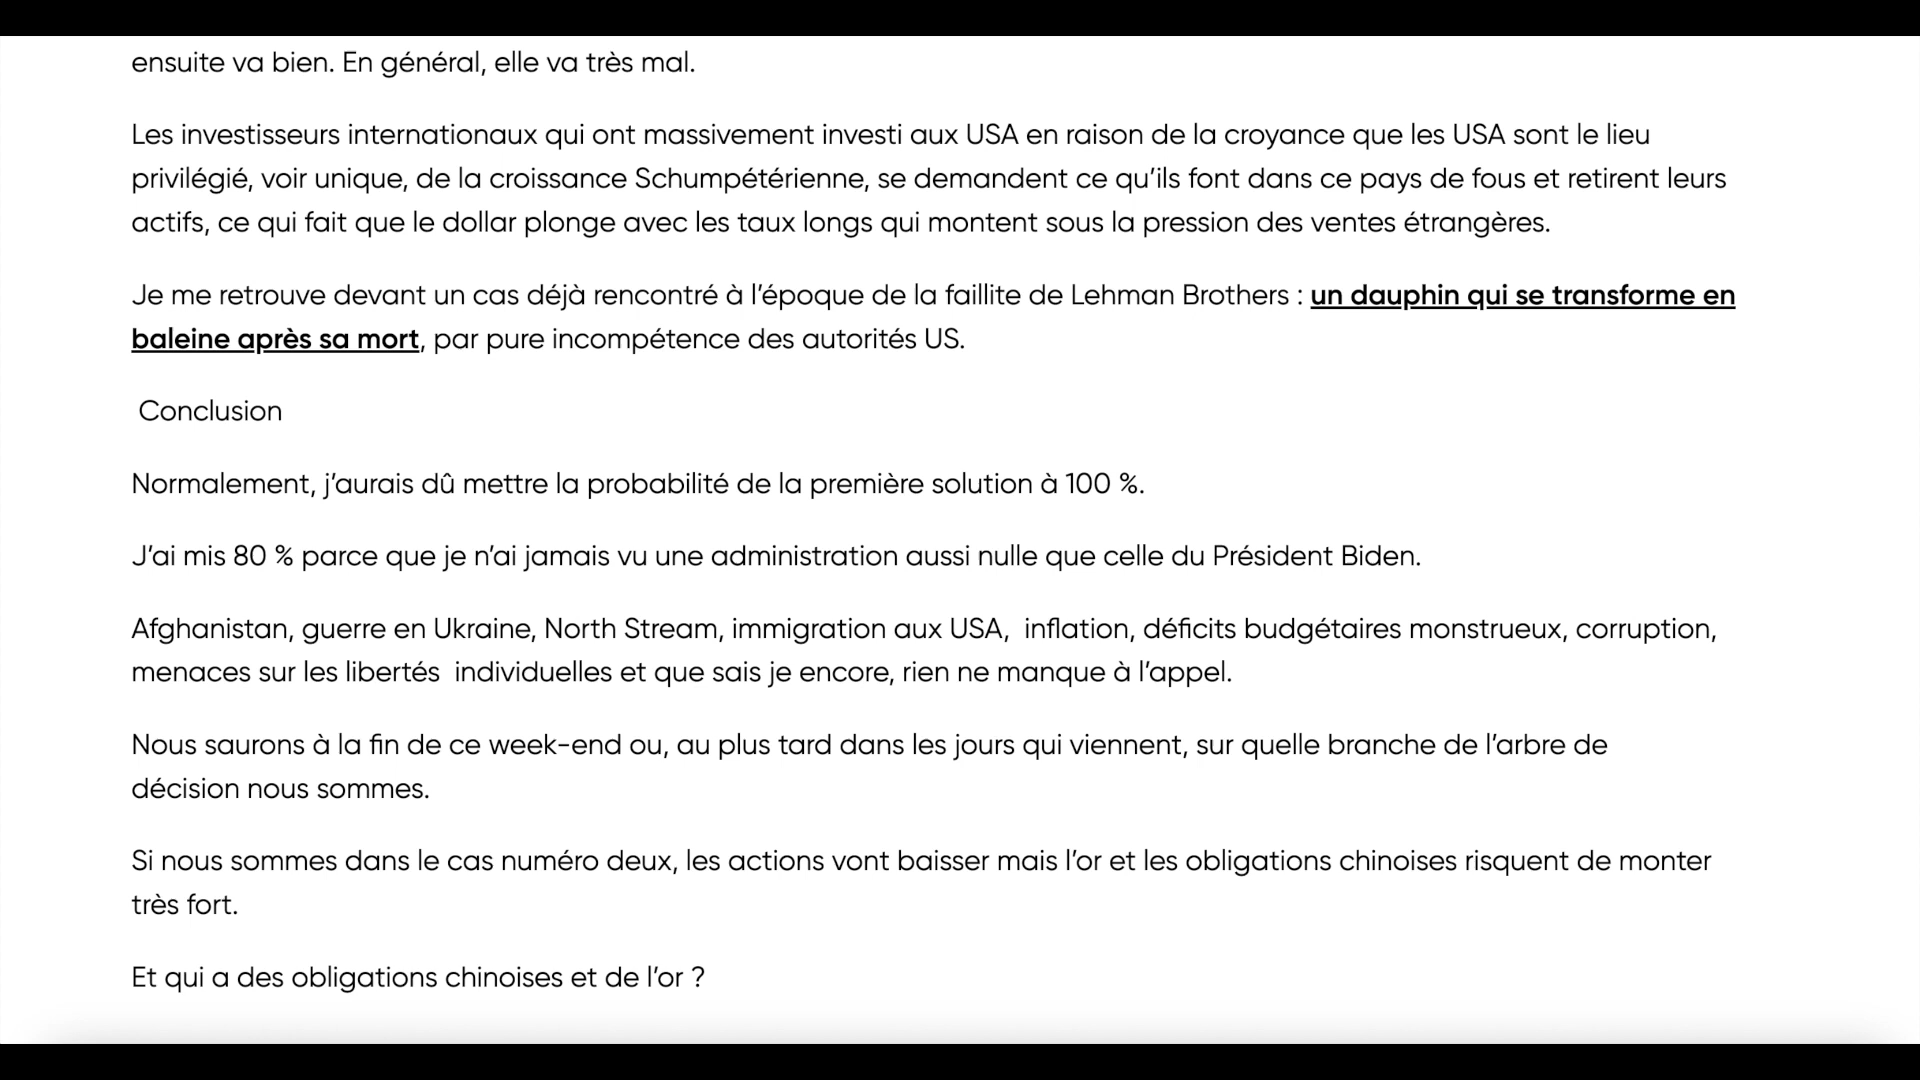 ensuite va bien. En général, elle va très mal.
Les investisseurs internationaux qui ont massivement investi aux USA en raison de la croyance que les USA sont le lieu
privilégié, voir unique, de la croissance Schumpétérienne, se demandent ce qu’ils font dans ce pays de fous et retirent leurs
actifs, ce qui fait que le dollar plonge avec les taux longs qui montent sous la pression des ventes étrangères.
Je me retrouve devant un cas déjà rencontré à l’époque de la faillite de Lehman Brothers : un dauphin qui se transforme en
baleine après sa mort, par pure incompétence des autorités US.
Conclusion
Normalement, j’aurais dû mettre la probabilité de la première solution à 100 %.
J’ai mis 80 % parce que je n’ai jamais vu une administration aussi nulle que celle du Président Biden.
Afghanistan, guerre en Ukraine, North Stream, immigration aux USA,  inflation, déficits budgétaires monstrueux, corruption,
menaces sur les libertés  individuelles et que sais je encore, rien ne manque à l’appel.
Nous saurons à la fin de ce week-end ou, au plus tard dans les jours qui viennent, sur quelle branche de l’arbre de
décision nous sommes.
Si nous sommes dans le cas numéro deux, les actions vont baisser mais l’or et les obligations chinoises risquent de monter
très fort.
Et qui a des obligations chinoises et de l’or ?